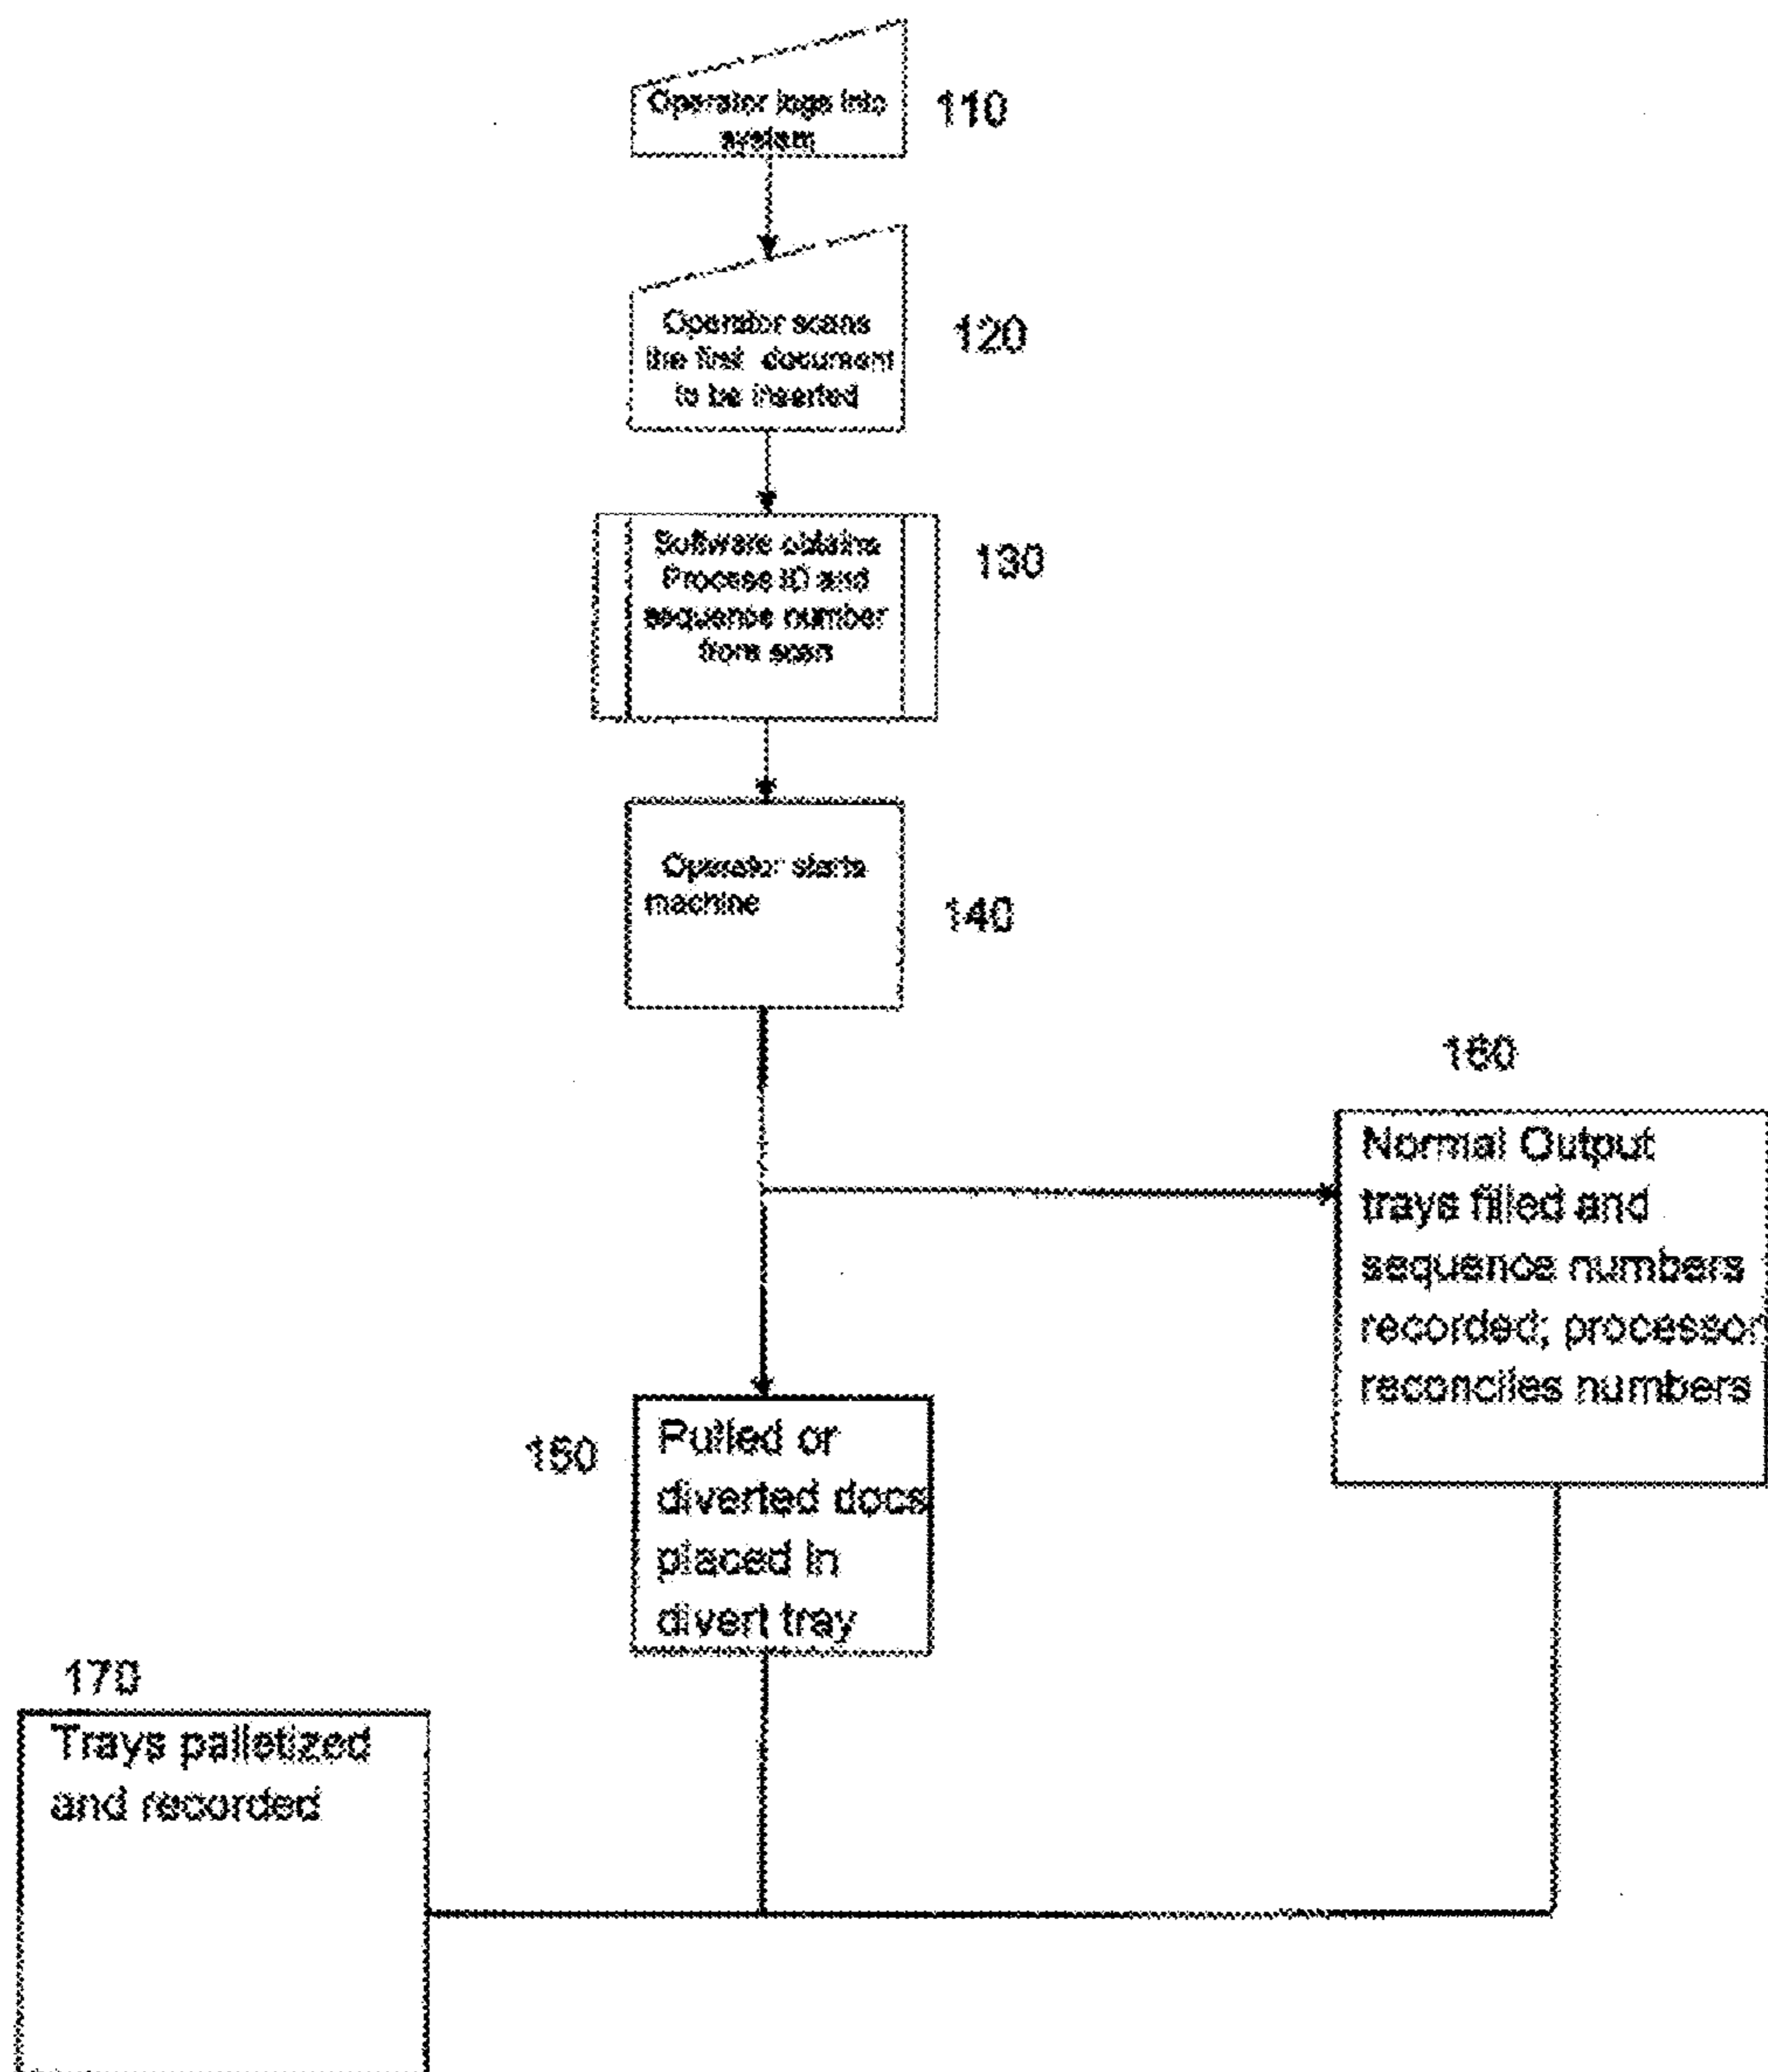 Operator logs into
system
110
Operator scans
the first document
to be inserted
120
Software obtains
Process ID and
sequence number
from scan
130
Operator starts
machine
140
160
Normal Output
trays filled and
sequence numbers
recorded; processor
reconciles numbers
150
Pulled or
diverted docs
placed in
divert tray
170
Trays palletized
and recorded